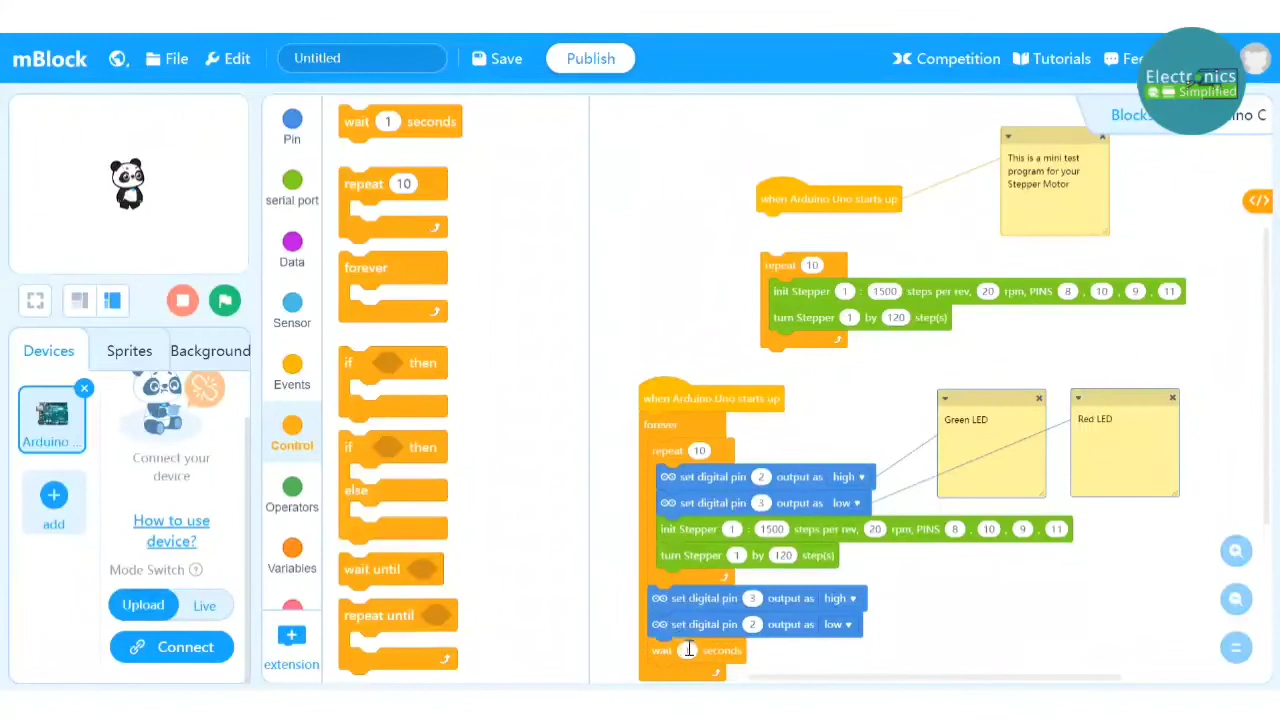 mBlock
File
Edit
Untitled
Save
Publish
Competition
Tutorials
Electronics
Simplified
Pin
serial port
Data
Sensor
Events
Control
Operators
Variables
extension
wait 1 seconds
repeat 10
forever
if then
if then
else
wait until
repeat until
Devices
Sprites
Background
Arduino ...
add
Connect your
device
How to use
device?
Mode Switch
Upload
Live
Connect
when Arduino Uno starts up
This is a mini test
program for your
Stepper Motor
repeat 10
init Stepper 1 : 1500 steps per rev, 20 rpm, PINS 8 , 10 , 9 , 11
turn Stepper 1 by 120 step(s)
when Arduino Uno starts up
forever
repeat 10
set digital pin 2 output as high
set digital pin 3 output as low
init Stepper 1 : 1500 steps per rev, 20 rpm, PINS 8 , 10 , 9 , 11
turn Stepper 1 by 120 step(s)
set digital pin 3 output as high
set digital pin 2 output as low
wait seconds
Green LED
Red LED